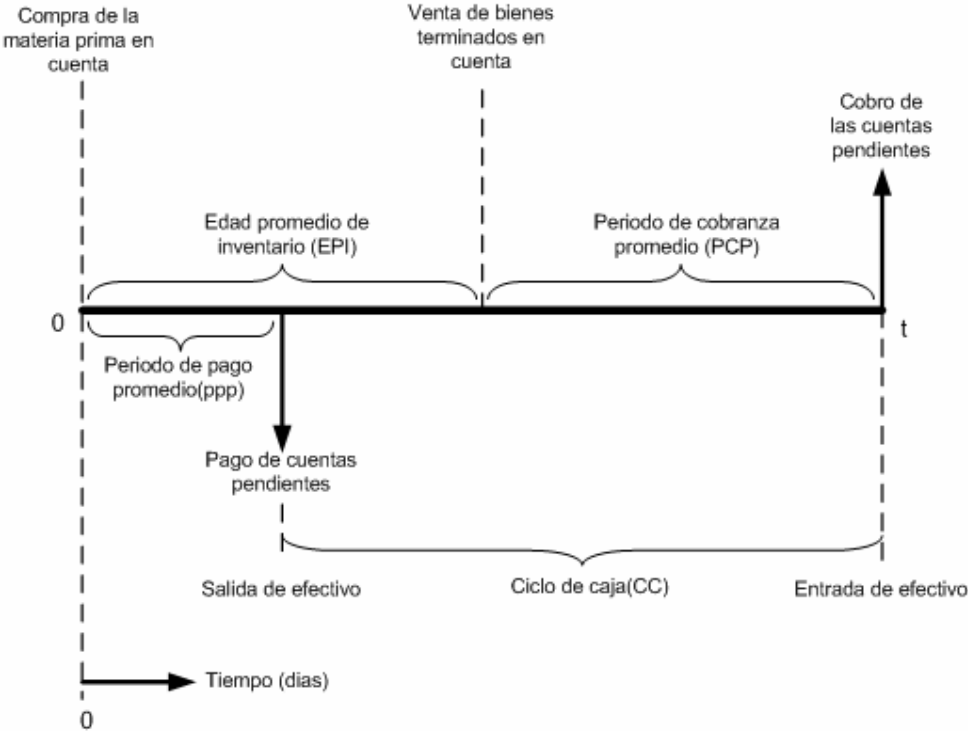 Compra de la
materia prima en
cuenta
Venta de bienes
terminados en
cuenta
Cobro de
las cuentas
pendientes
Edad promedio de
inventario (EPI)
Periodo de cobranza
promedio (PCP)
0
t
Periodo de pago
promedio(ppp)
Pago de cuentas
pendientes
Salida de efectivo
Ciclo de caja(CC)
Entrada de efectivo
Tiempo (dias)
0